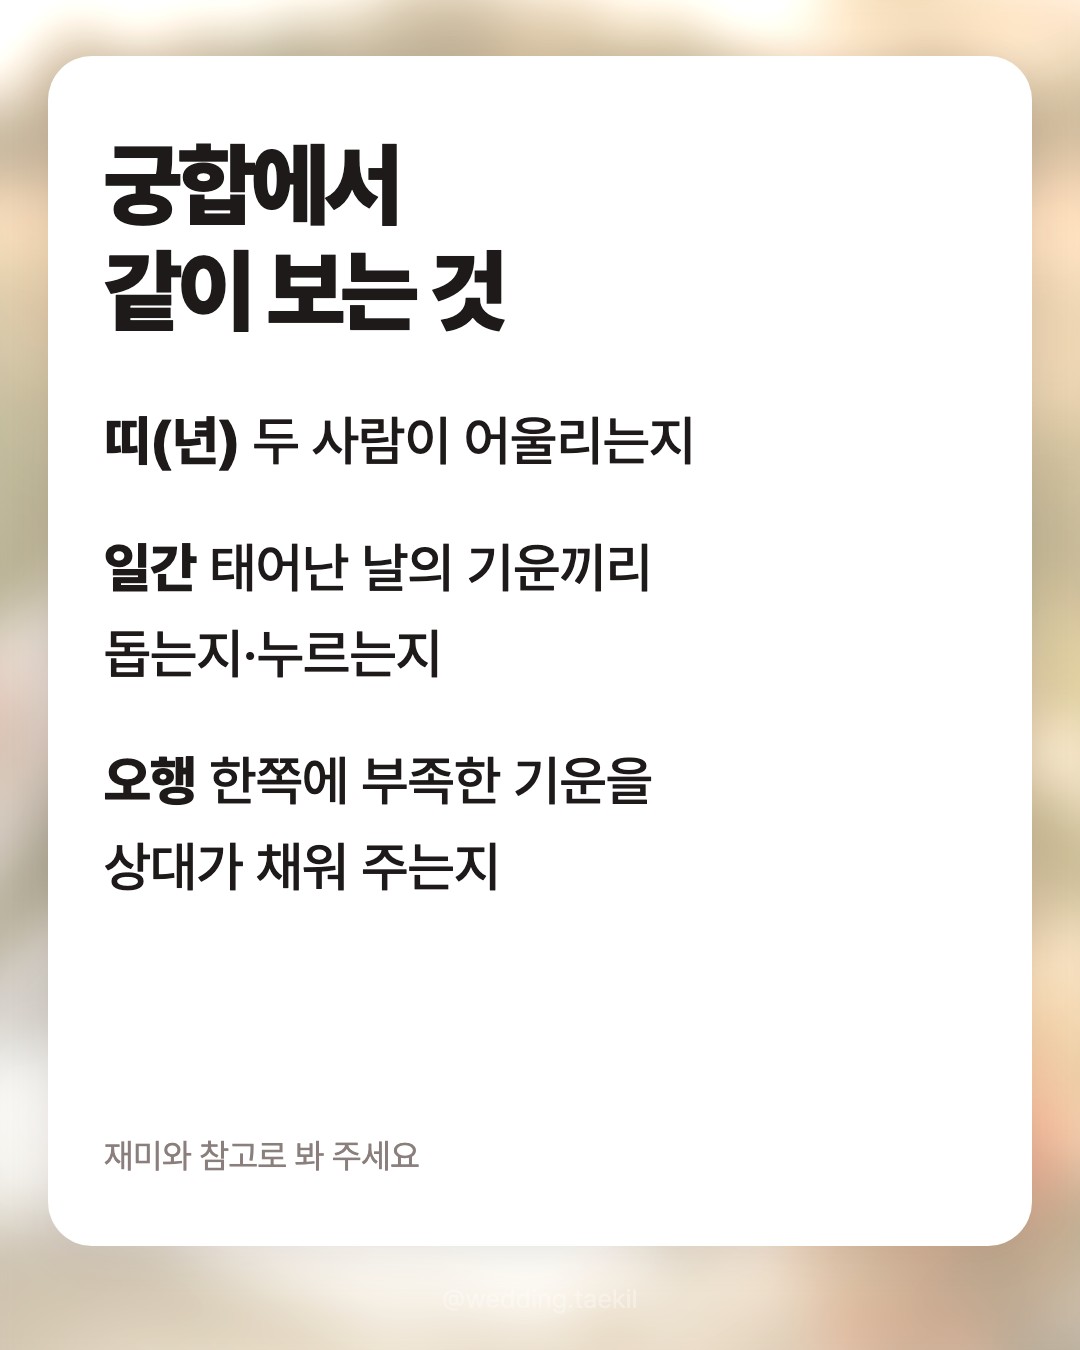 궁합에서
같이 보는 것
띠(년) 두 사람이 어울리는지
일간 태어난 날의 기운끼리
돕는지·누르는지
오행 한쪽에 부족한 기운을
상대가 채워 주는지
재미와 참고로 봐 주세요
@wedding.taekil